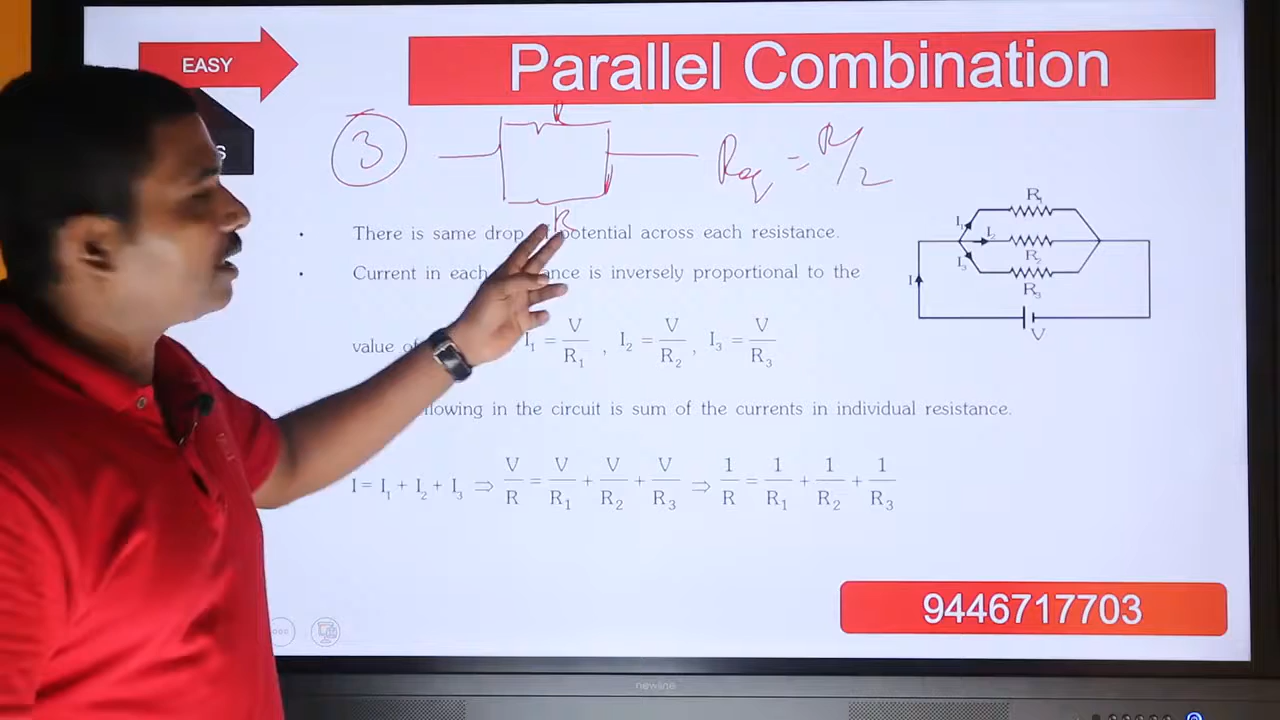 EASY
Parallel Combination
S
3
R
Req = R/2
R
• There is same drop of potential across each resistance.
• Current in each is inversely proportional to the
value of I₁ = V/R₁ , I₂ = V/R₂ , I₃ = V/R₃
flowing in the circuit is sum of the currents in individual resistance.
I = I₁ + I₂ + I₃ ⇒ V/R = V/R₁ + V/R₂ + V/R₃ ⇒ 1/R = 1/R₁ + 1/R₂ + 1/R₃
R₁
I₁
I₂
R₂
I₃
R₃
I
V
9446717703
newline